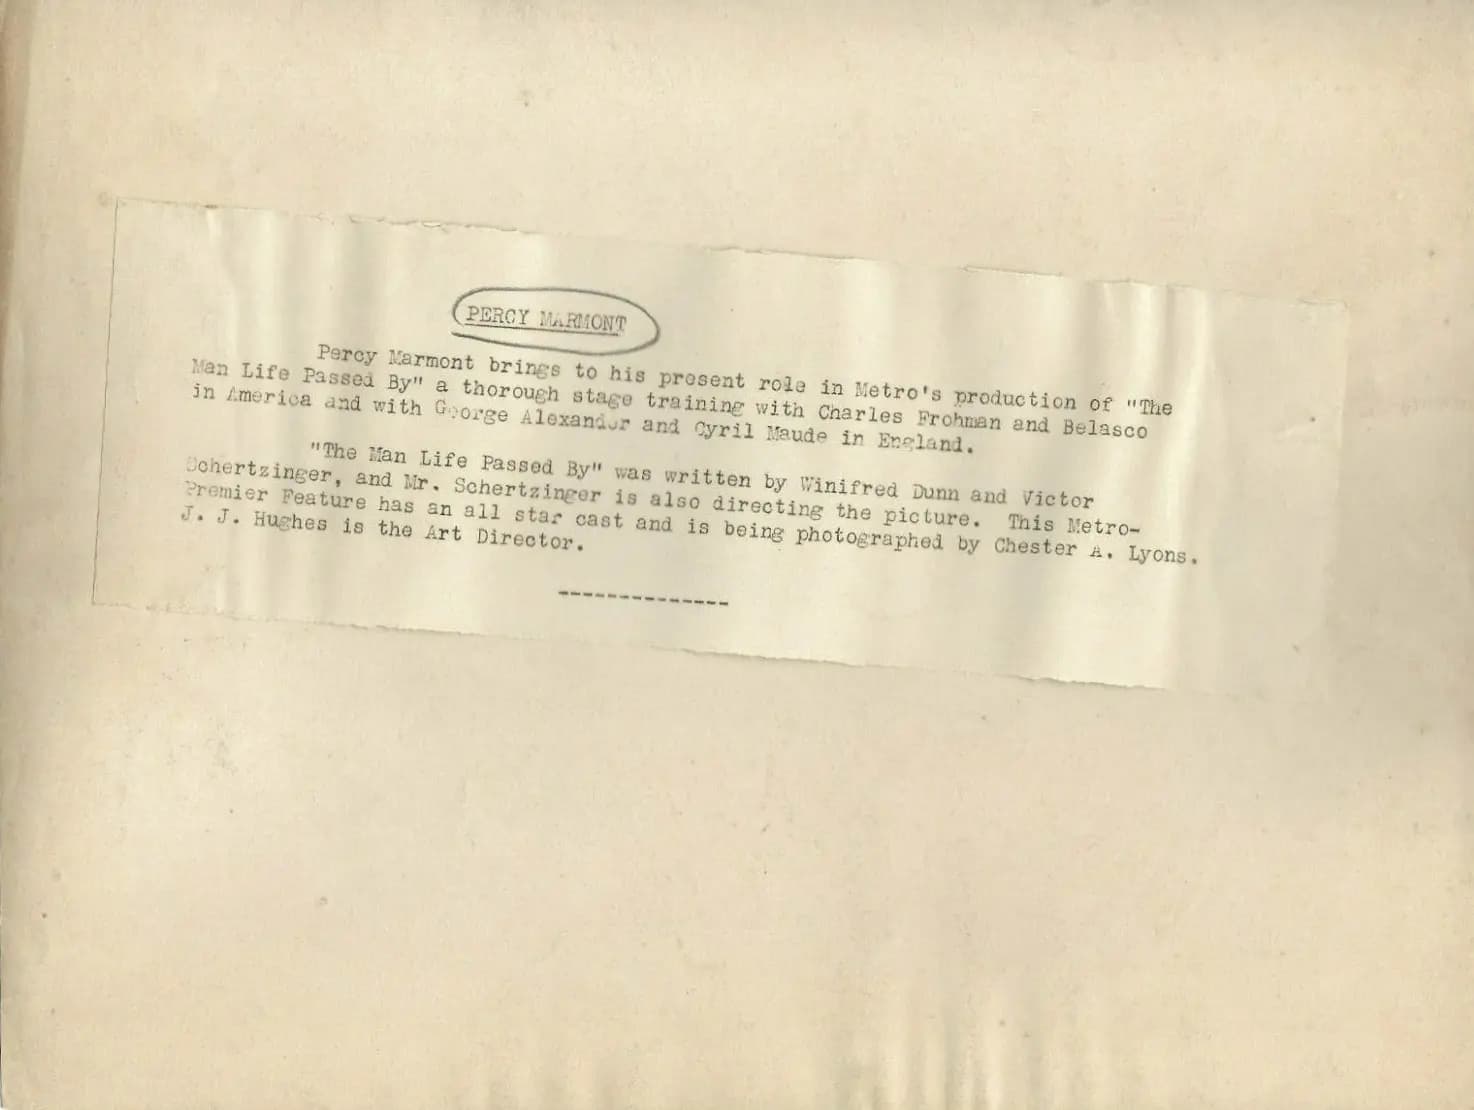 PERCY MARMONT
Percy Marmont brings to his present role in Metro's production of "The
Man Life Passed By" a thorough stage training with Charles Frohman and Belasco
in America and with George Alexander and Cyril Maude in England.
"The Man Life Passed By" was written by Winifred Dunn and Victor
Schertzinger, and Mr. Schertzinger is also directing the picture. This Metro-
Premier Feature has an all star cast and is being photographed by Chester A. Lyons.
J. J. Hughes is the Art Director.
--------------